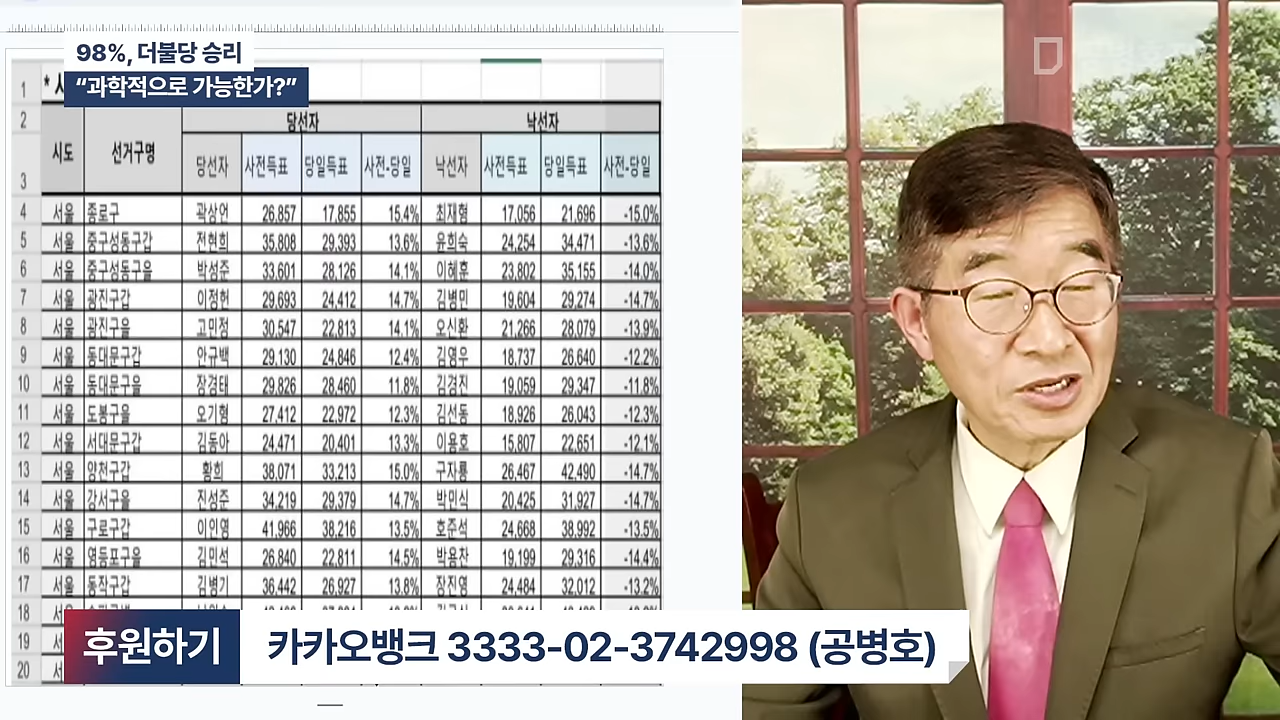 98%, 더불당 승리
“과학적으로 가능한가?”
1 *
2 당선자 낙선자
3 시도 선거구명 당선자 사전득표 당일득표 사전-당일 낙선자 사전득표 당일득표 사전-당일
4 서울 종로구 곽상언 26,857 17,855 15.4% 최재형 17,056 21,696 -15.0%
5 서울 중구성동구갑 전현희 35,808 29,393 13.6% 윤희숙 24,254 34,471 -13.6%
6 서울 중구성동구을 박성준 33,601 28,126 14.1% 이혜훈 23,802 35,155 -14.0%
7 서울 광진구갑 이정헌 29,693 24,412 14.7% 김병민 19,604 29,274 -14.7%
8 서울 광진구을 고민정 30,547 22,813 14.1% 오신환 21,266 28,079 -13.9%
9 서울 동대문구갑 안규백 29,130 24,846 12.4% 김영우 18,737 26,640 -12.2%
10 서울 동대문구을 장경태 29,826 28,460 11.8% 김경진 19,059 29,347 -11.8%
11 서울 도봉구을 오기형 27,412 22,972 12.3% 김선동 18,926 26,043 -12.3%
12 서울 서대문구갑 김동아 24,471 20,401 13.3% 이용호 15,807 22,651 -12.1%
13 서울 양천구갑 황희 38,071 33,213 15.0% 구자룡 26,467 42,490 -14.7%
14 서울 강서구을 진성준 34,219 29,379 14.7% 박민식 20,425 31,927 -14.7%
15 서울 구로구갑 이인영 41,966 38,216 13.5% 호준석 24,668 38,992 -13.5%
16 서울 영등포구을 김민석 26,840 22,811 14.5% 박용찬 19,199 29,316 -14.4%
17 서울 동작구갑 김병기 36,442 26,927 13.8% 장진영 24,484 32,012 -13.2%
18
19
20
후원하기 카카오뱅크 3333-02-3742998 (공병호)